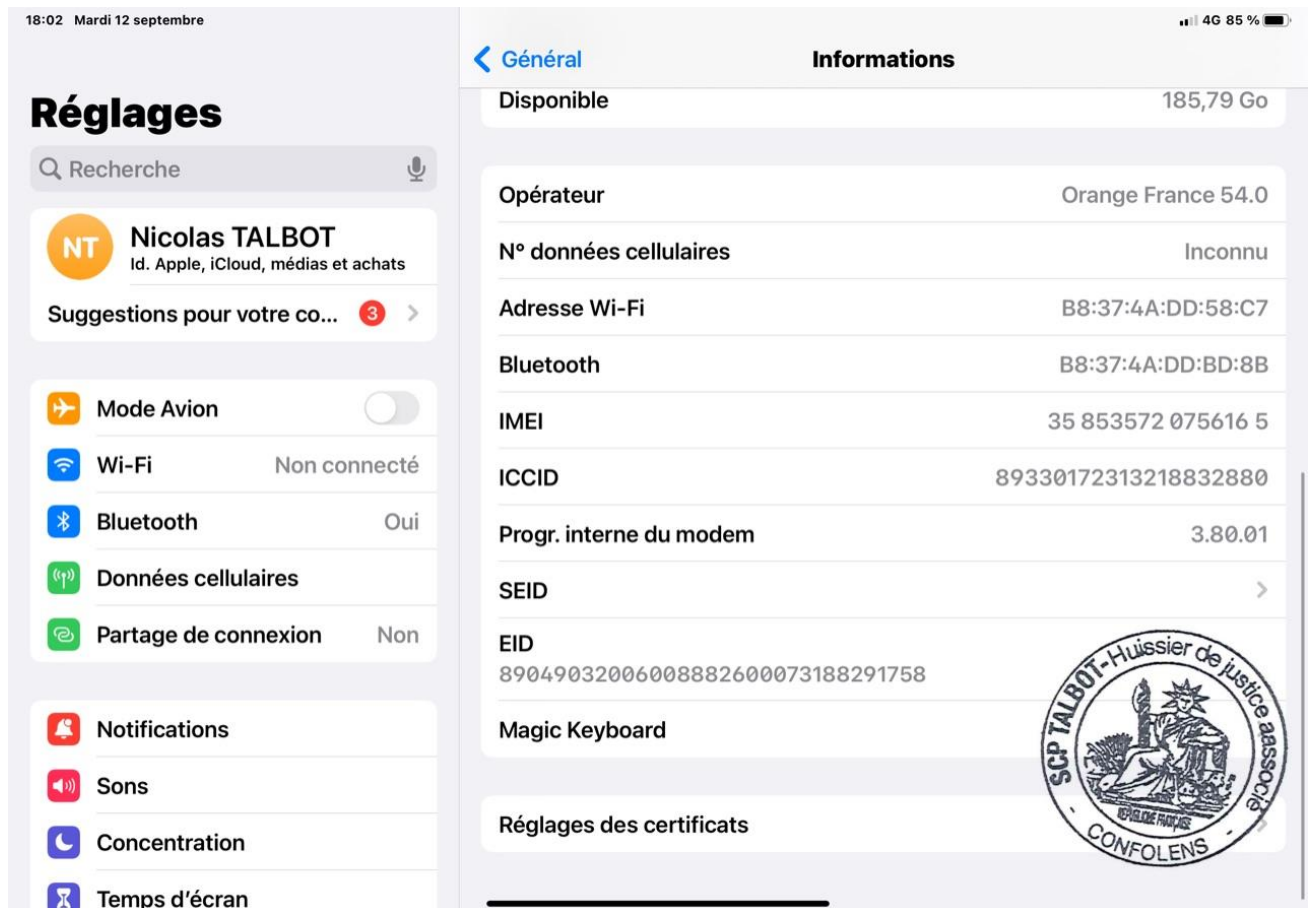 18:02 Mardi 12 septembre
4G 85 %
Réglages
Recherche
NT
Nicolas TALBOT
Id. Apple, iCloud, médias et achats
Suggestions pour votre co... 3
Mode Avion
Wi-Fi Non connecté
Bluetooth Oui
Données cellulaires
Partage de connexion Non
Notifications
Sons
Concentration
Temps d'écran
Général
Informations
Disponible 185,79 Go
Opérateur Orange France 54.0
N° données cellulaires Inconnu
Adresse Wi-Fi B8:37:4A:DD:58:C7
Bluetooth B8:37:4A:DD:BD:8B
IMEI 35 853572 075616 5
ICCID 8933017231321883288​0
Progr. interne du modem 3.80.01
SEID
EID
89049032006008882600073188291758
Magic Keyboard
Réglages des certificats
SCP TALBOT-Huissier de justice aassocié
RÉPUBLIQUE FRANÇAISE
- CONFOLENS -